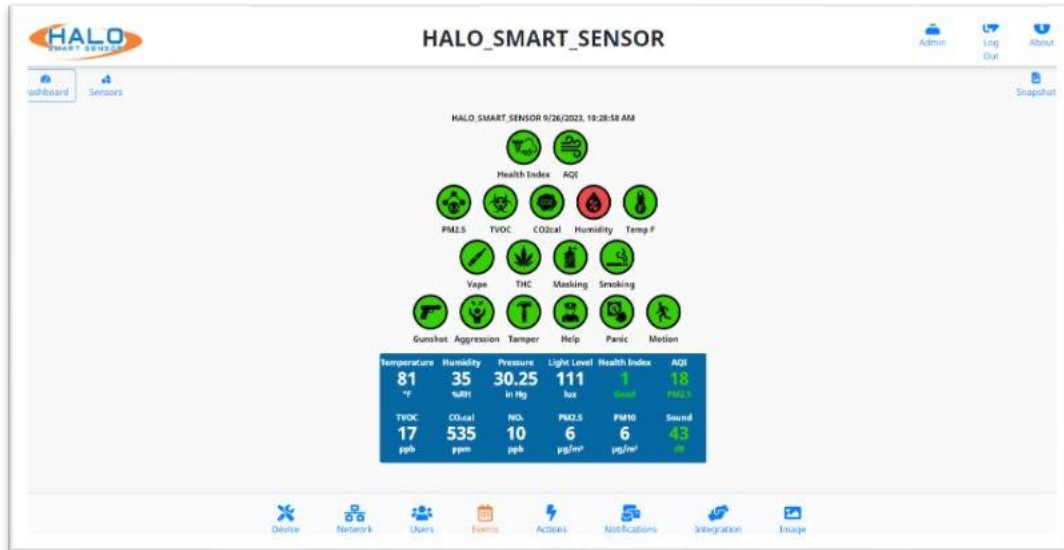 HALO
SMART SENSOR
HALO_SMART_SENSOR
Admin
Log
Out
About
ashboard
Sensors
Snapshot
HALO_SMART_SENSOR 9/26/2023, 10:28:58 AM
Health Index AQI
PM2.5 TVOC CO2cal Humidity Temp F
Vape THC Masking Smoking
Gunshot Aggression Tamper Help Panic Motion
Temperature Humidity Pressure Light Level Health Index AQI
81 35 30.25 111 1 18
°F %RH in Hg lux Good PM2.5
TVOC CO₂cal NO₂ PM2.5 PM10 Sound
17 535 10 6 6 43
ppb ppm ppb µg/m³ µg/m³ dB
Device Network Users Events Actions Notifications Integration Image